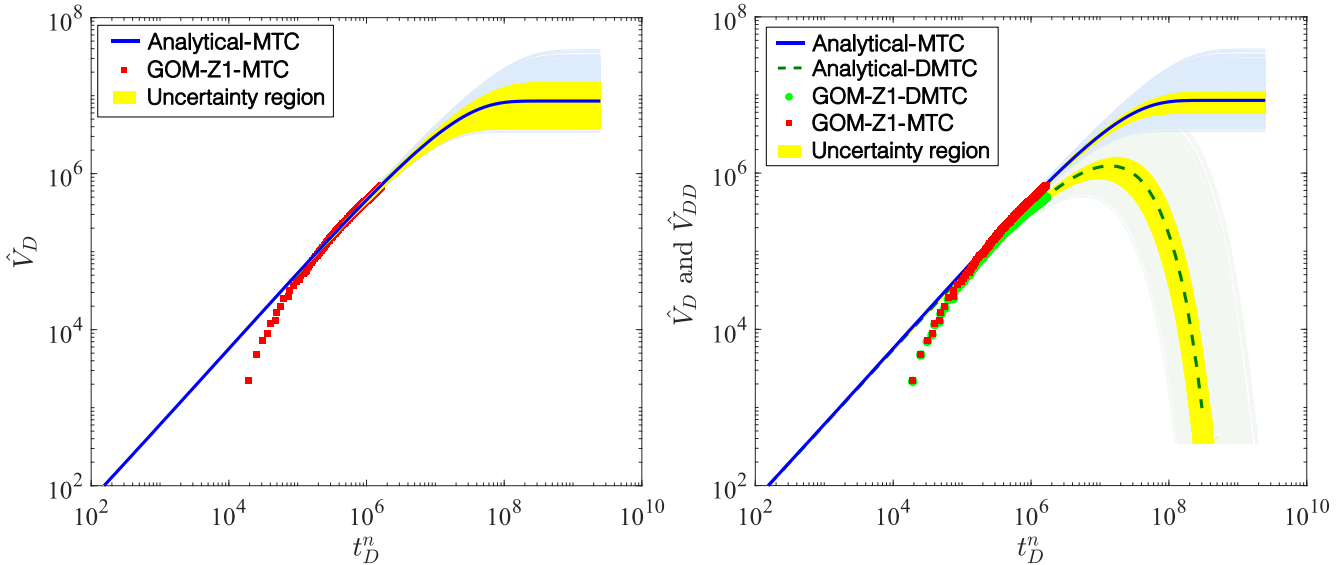 10^8
10^6
10^4
10^2
10^2
10^4
10^6
10^8
10^10
V̂_D
t_D^n
Analytical-MTC
GOM-Z1-MTC
Uncertainty region
10^8
10^6
10^4
10^2
10^2
10^4
10^6
10^8
10^10
V̂_D and V̂_DD
t_D^n
Analytical-MTC
Analytical-DMTC
GOM-Z1-DMTC
GOM-Z1-MTC
Uncertainty region